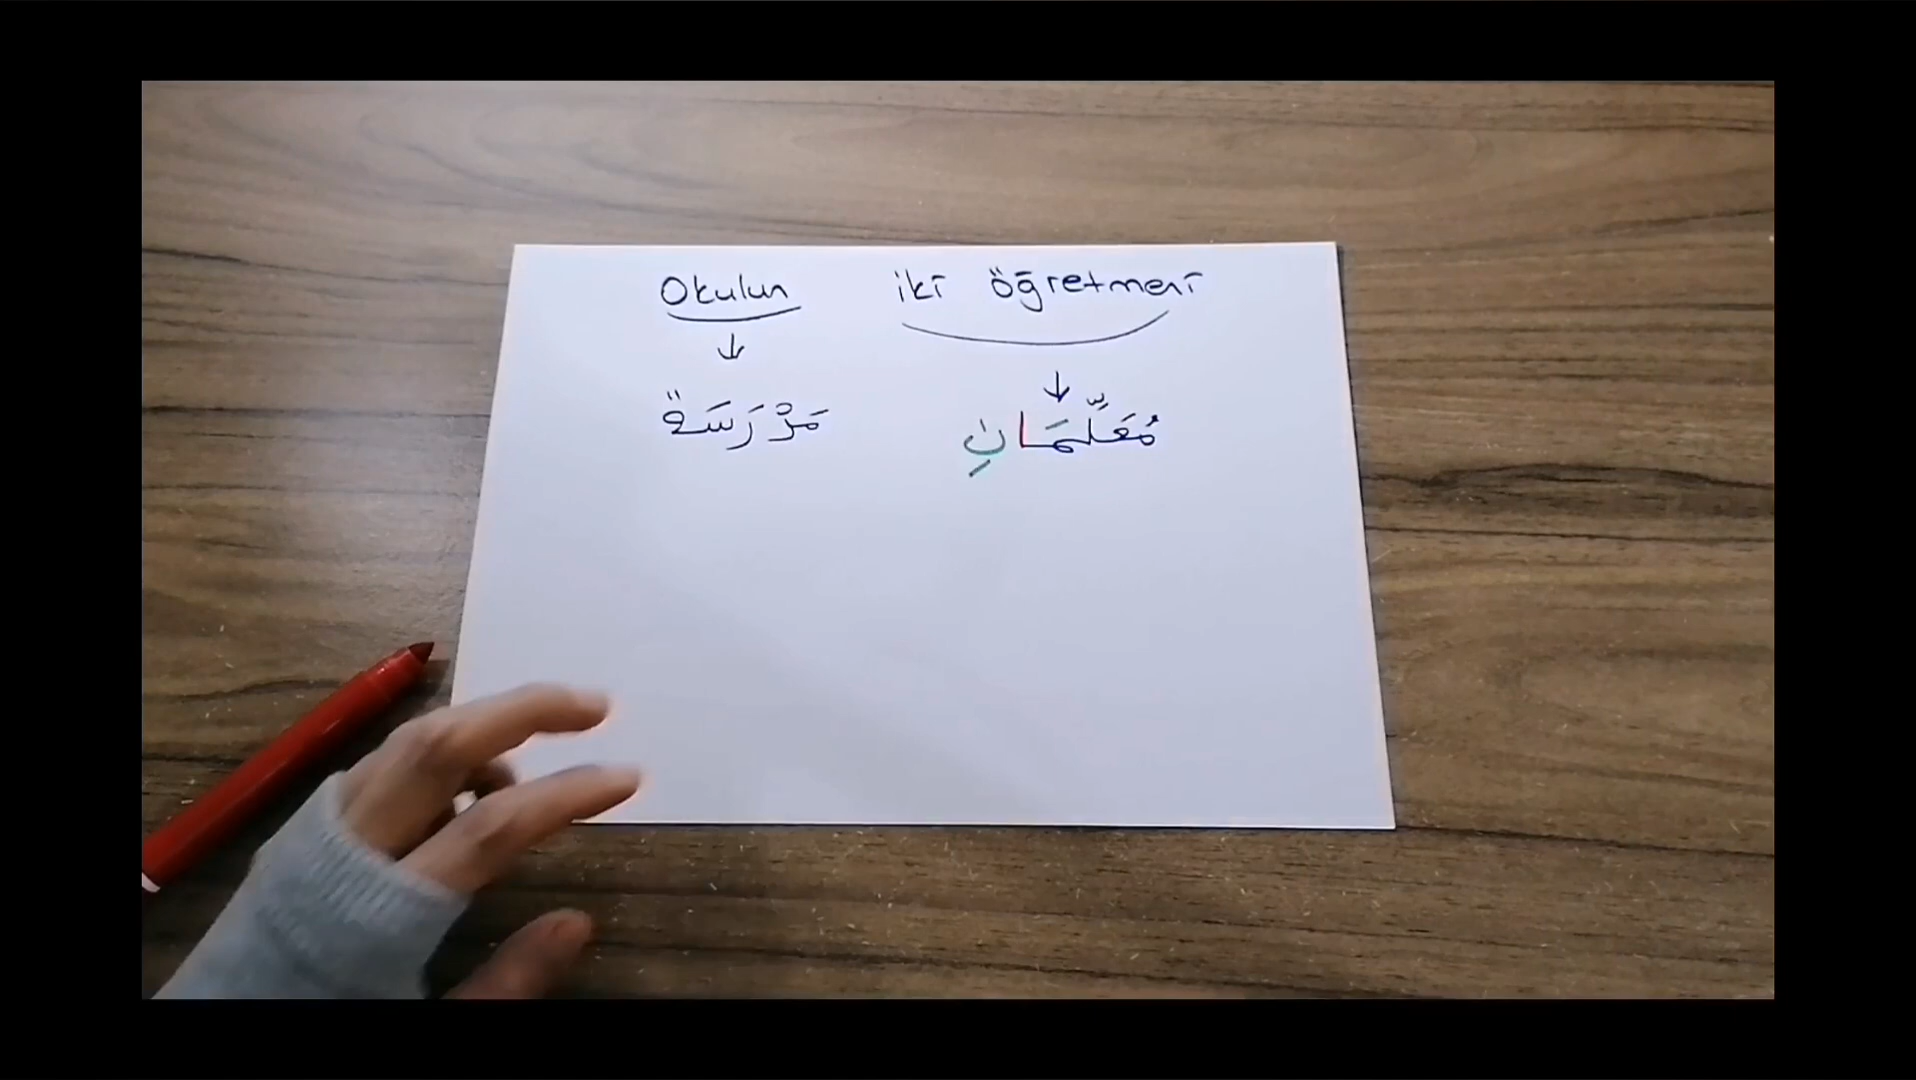 Okulun iki öğretmeni
↓ ↓
مَدْرَسَة مُعَلِّمَانِ